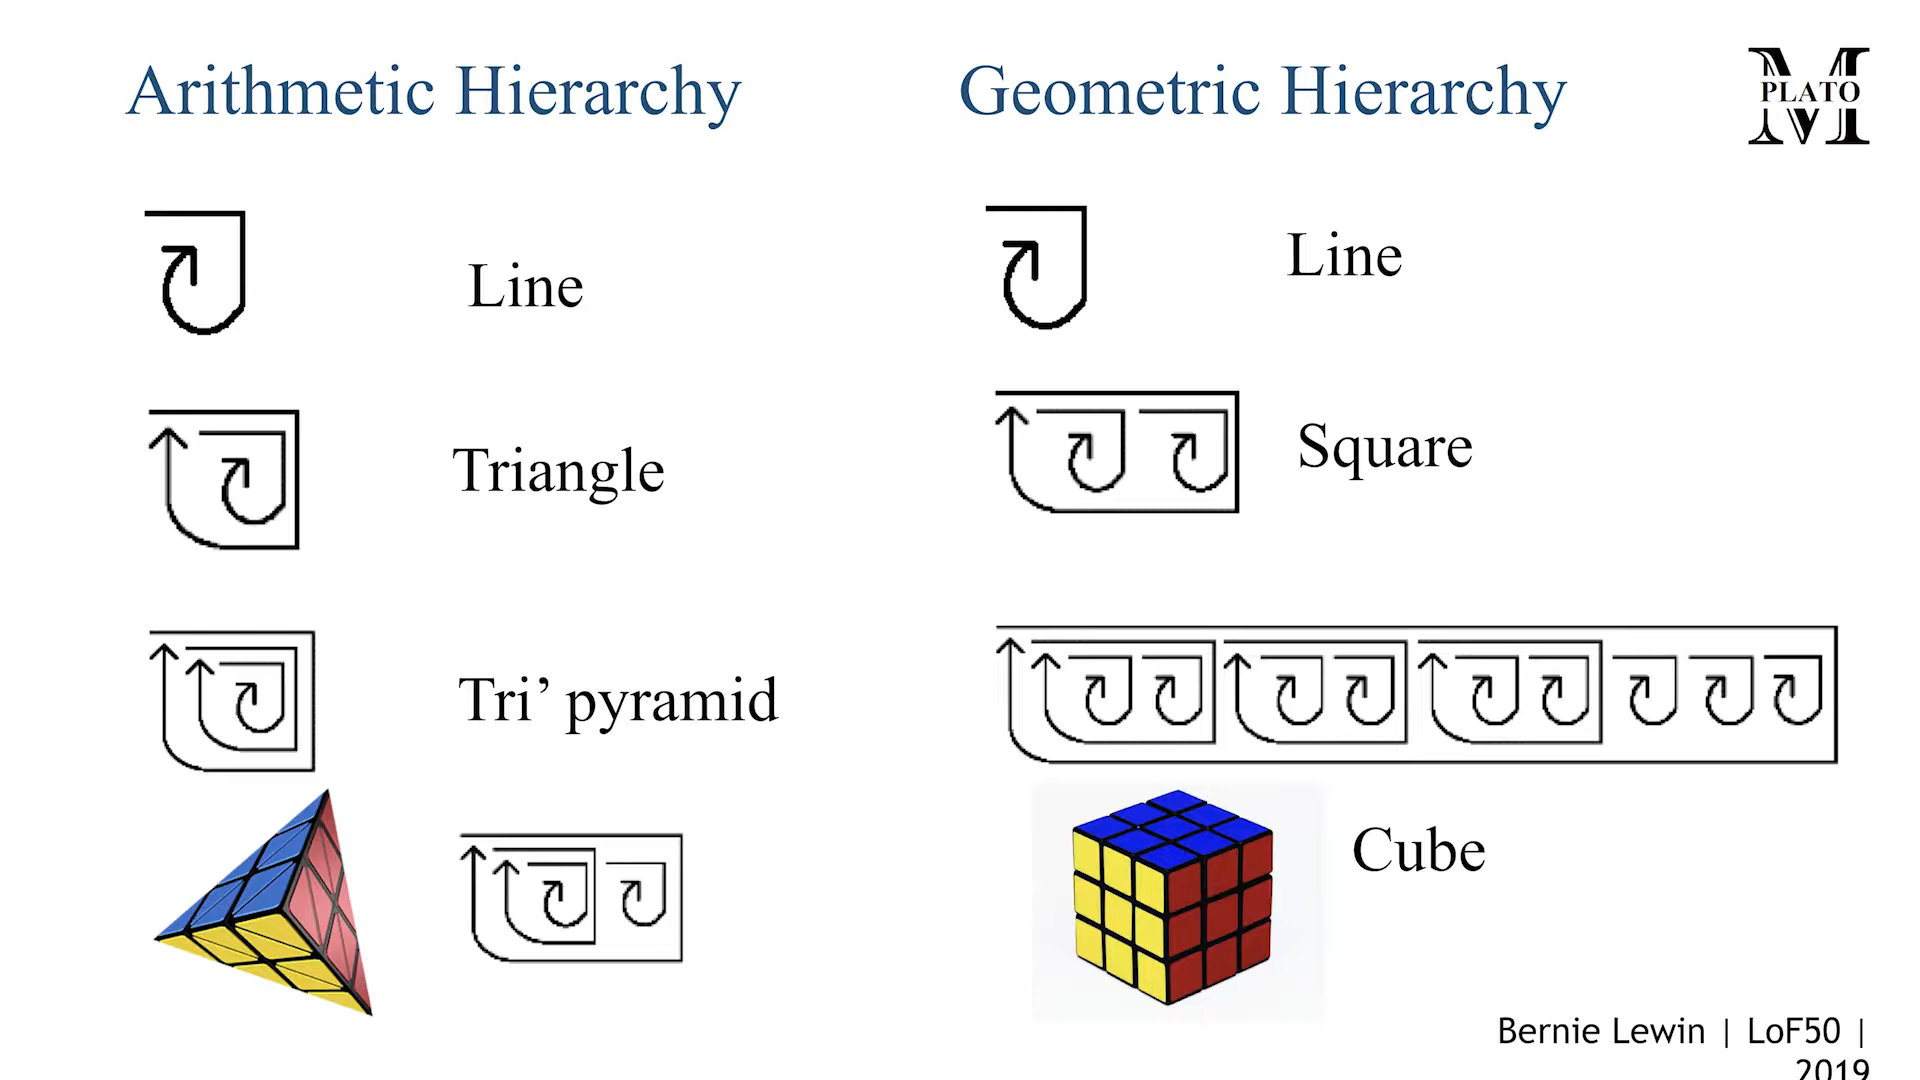 Arithmetic Hierarchy
Geometric Hierarchy
M
PLATO
Line
Line
Triangle
Square
Tri’ pyramid
Cube
Bernie Lewin | LoF50 |
2019